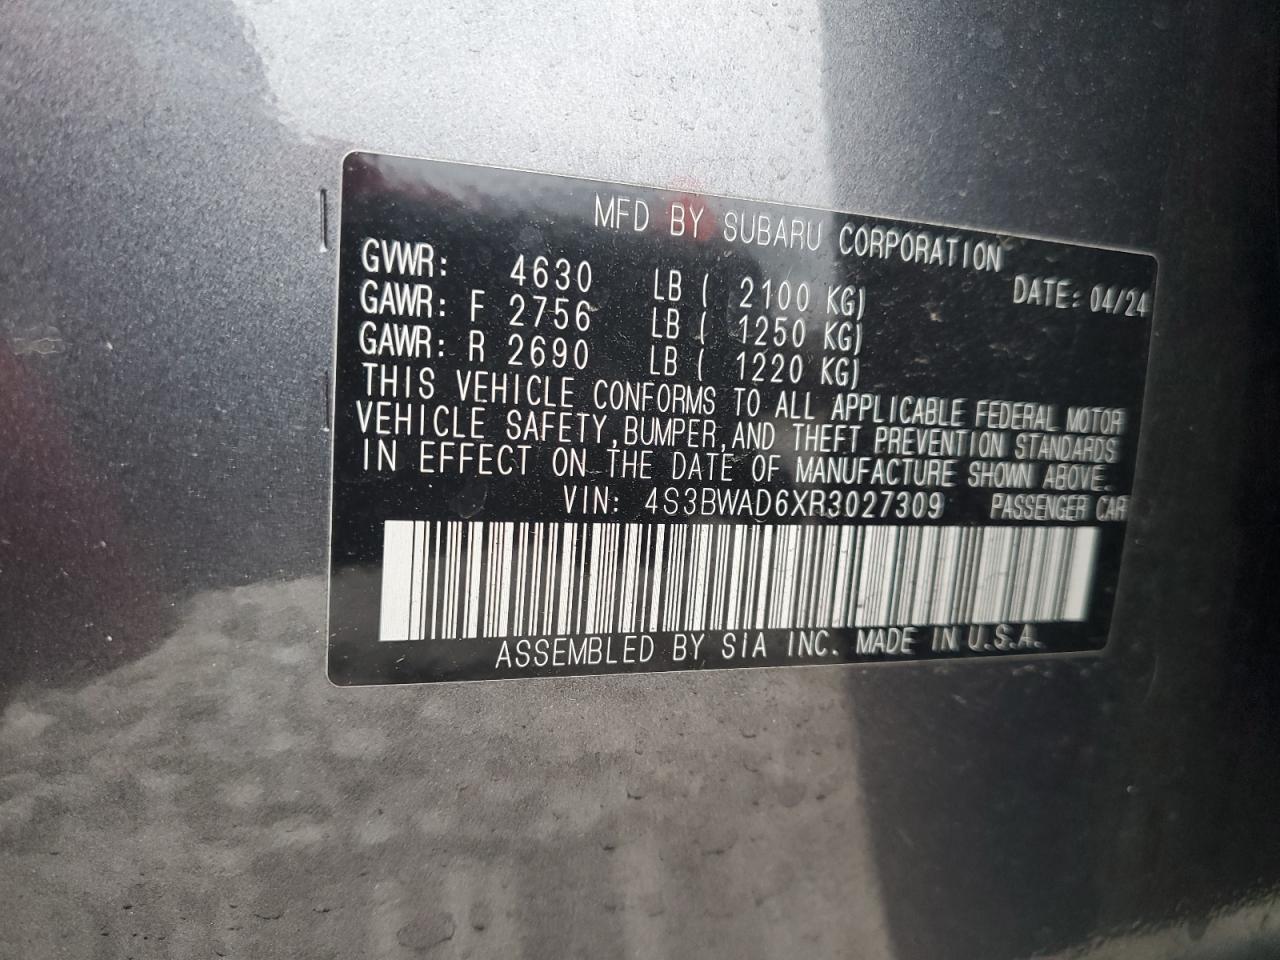 MFD BY SUBARU CORPORATION
DATE: 04/24
GVWR: 4630 LB ( 2100 KG)
GAWR: F 2756 LB ( 1250 KG)
GAWR: R 2690 LB ( 1220 KG)
THIS VEHICLE CONFORMS TO ALL APPLICABLE FEDERAL MOTOR
VEHICLE SAFETY,BUMPER,AND THEFT PREVENTION STANDARDS
IN EFFECT ON THE DATE OF MANUFACTURE SHOWN ABOVE.
VIN: 4S3BWAD6XR3027309 PASSENGER CAR
ASSEMBLED BY SiA INC. MADE IN U.S.A.